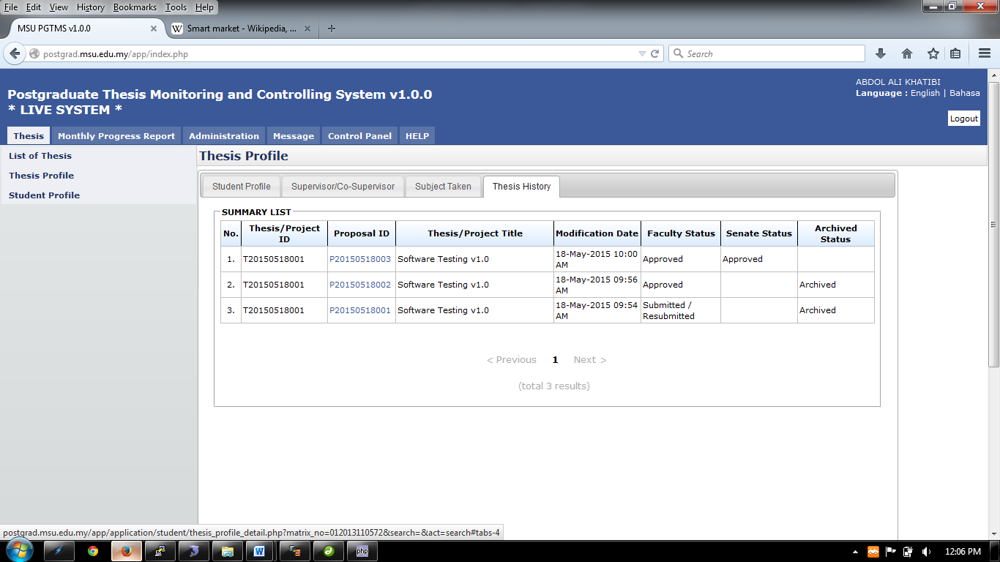 File Edit View History Bookmarks Tools Help
MSU PGTMS v1.0.0
W Smart market - Wikipedia, ...
postgrad.msu.edu.my/app/index.php
Search
ABDOL ALI KHATIBI
Language : English | Bahasa
Postgraduate Thesis Monitoring and Controlling System v1.0.0
* LIVE SYSTEM *
Logout
Thesis Monthly Progress Report Administration Message Control Panel HELP
List of Thesis
Thesis Profile
Student Profile
Thesis Profile
Student Profile Supervisor/Co-Supervisor Subject Taken Thesis History
SUMMARY LIST
No. Thesis/Project ID Proposal ID Thesis/Project Title Modification Date Faculty Status Senate Status Archived Status
1. T20150518001 P20150518003 Software Testing v1.0 18-May-2015 10:00 AM Approved Approved
2. T20150518001 P20150518002 Software Testing v1.0 18-May-2015 09:56 AM Approved Archived
3. T20150518001 P20150518001 Software Testing v1.0 18-May-2015 09:54 AM Submitted / Resubmitted Archived
< Previous 1 Next >
(total 3 results)
postgrad.msu.edu.my/app/application/student/thesis_profile_detail.php?matrix_no=012013110572&search=&act=search#tabs-4
W
php
12:06 PM